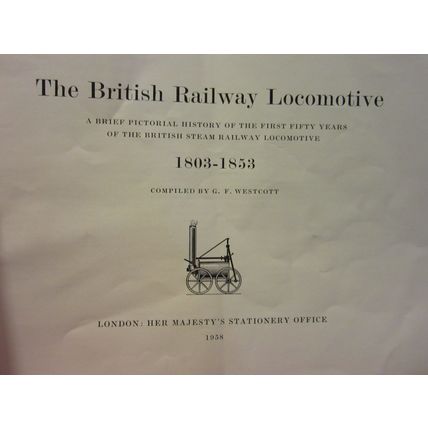 The British Railway Locomotive
A BRIEF PICTORIAL HISTORY OF THE FIRST FIFTY YEARS
OF THE BRITISH STEAM RAILWAY LOCOMOTIVE
1803-1853
COMPILED BY G. F. WESTCOTT
LONDON: HER MAJESTY'S STATIONERY OFFICE
1958